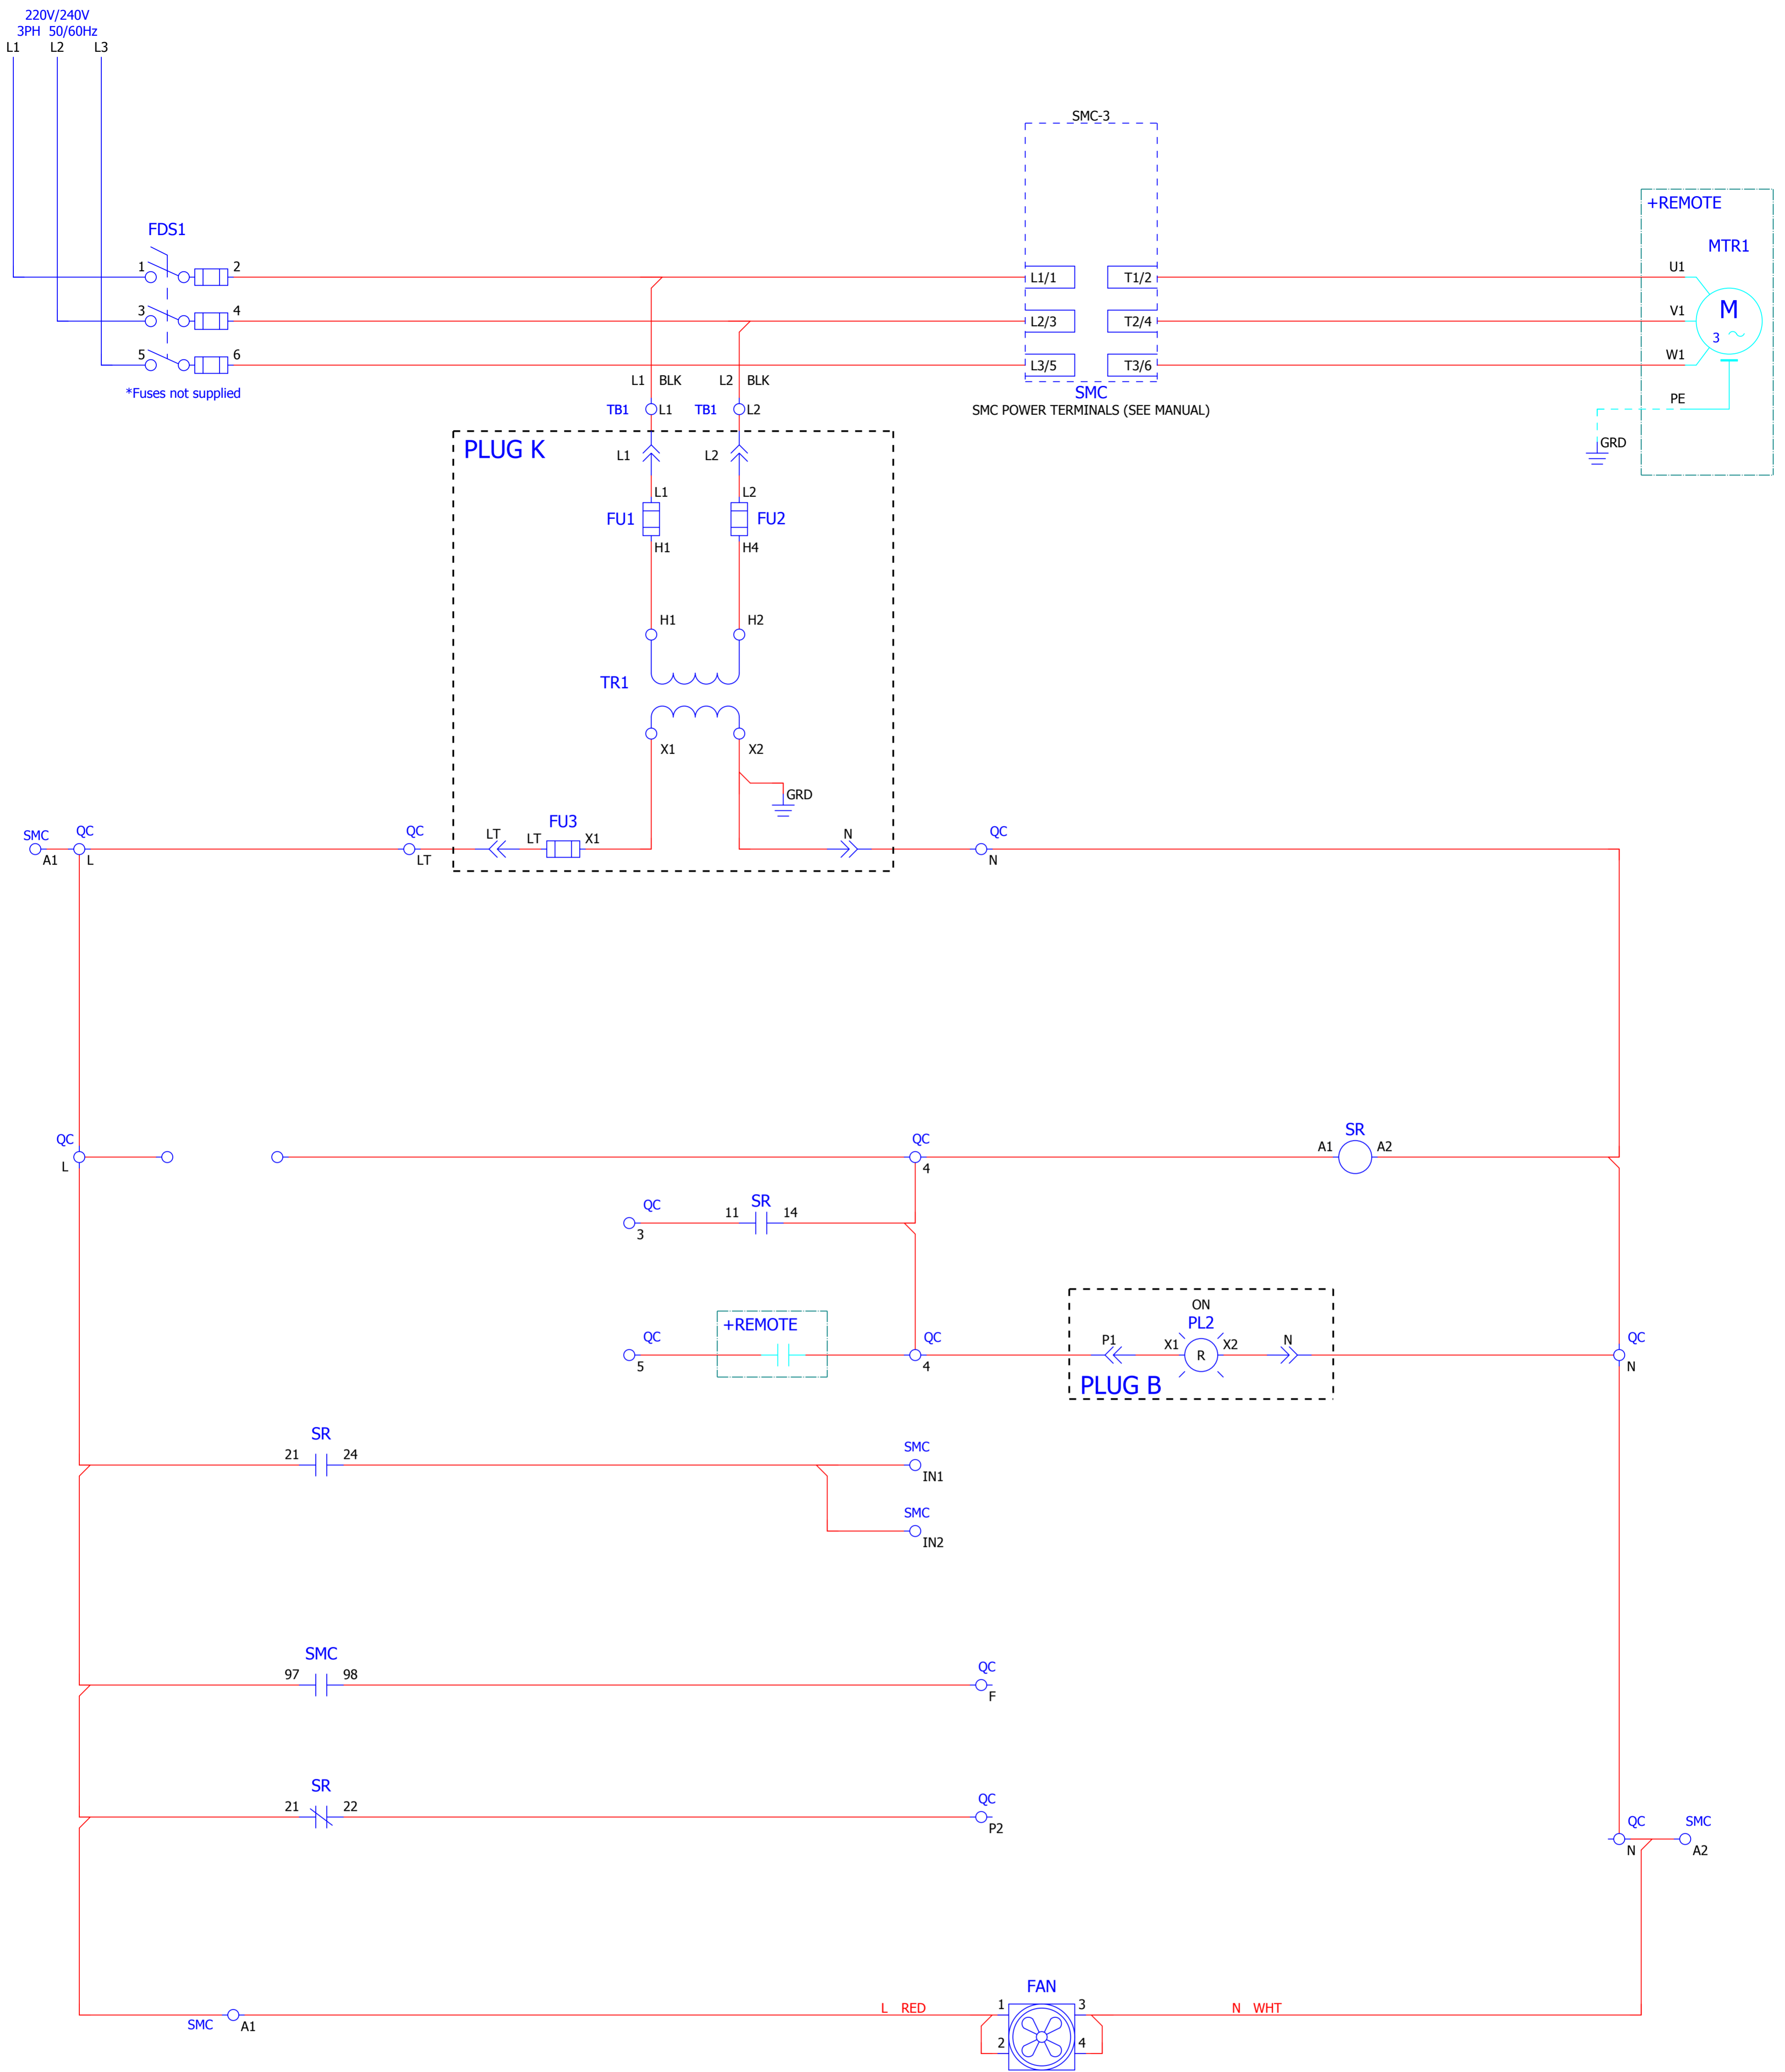 220V/240V
3PH  50/60Hz
L1 L2 L3
SMC-3
+REMOTE
MTR1
FDS1
1 2 L1/1 T1/2 U1
3 4 L2/3 T2/4 V1 M
3
5 6 L3/5 T3/6 W1
*Fuses not supplied
L1 BLK L2 BLK
SMC
SMC POWER TERMINALS (SEE MANUAL)
PE
TB1 L1 TB1 L2
GRD
PLUG K
L1 L2
L1 L2
FU1 FU2
H1 H4
H1 H2
TR1
X1 X2
GRD
SMC QC QC LT LT FU3 X1 N QC
A1 L LT N
QC QC SR
L 4 A1 A2
QC 11 SR 14
3
ON
+REMOTE PL2
QC QC P1 X1 R X2 N QC
5 4 N
PLUG B
SR SMC
21 24 IN1
SMC
IN2
SMC QC
97 98 F
SR QC
21 22 P2
QC SMC
N A2
FAN
L RED 1 3 N WHT
SMC A1
2 4